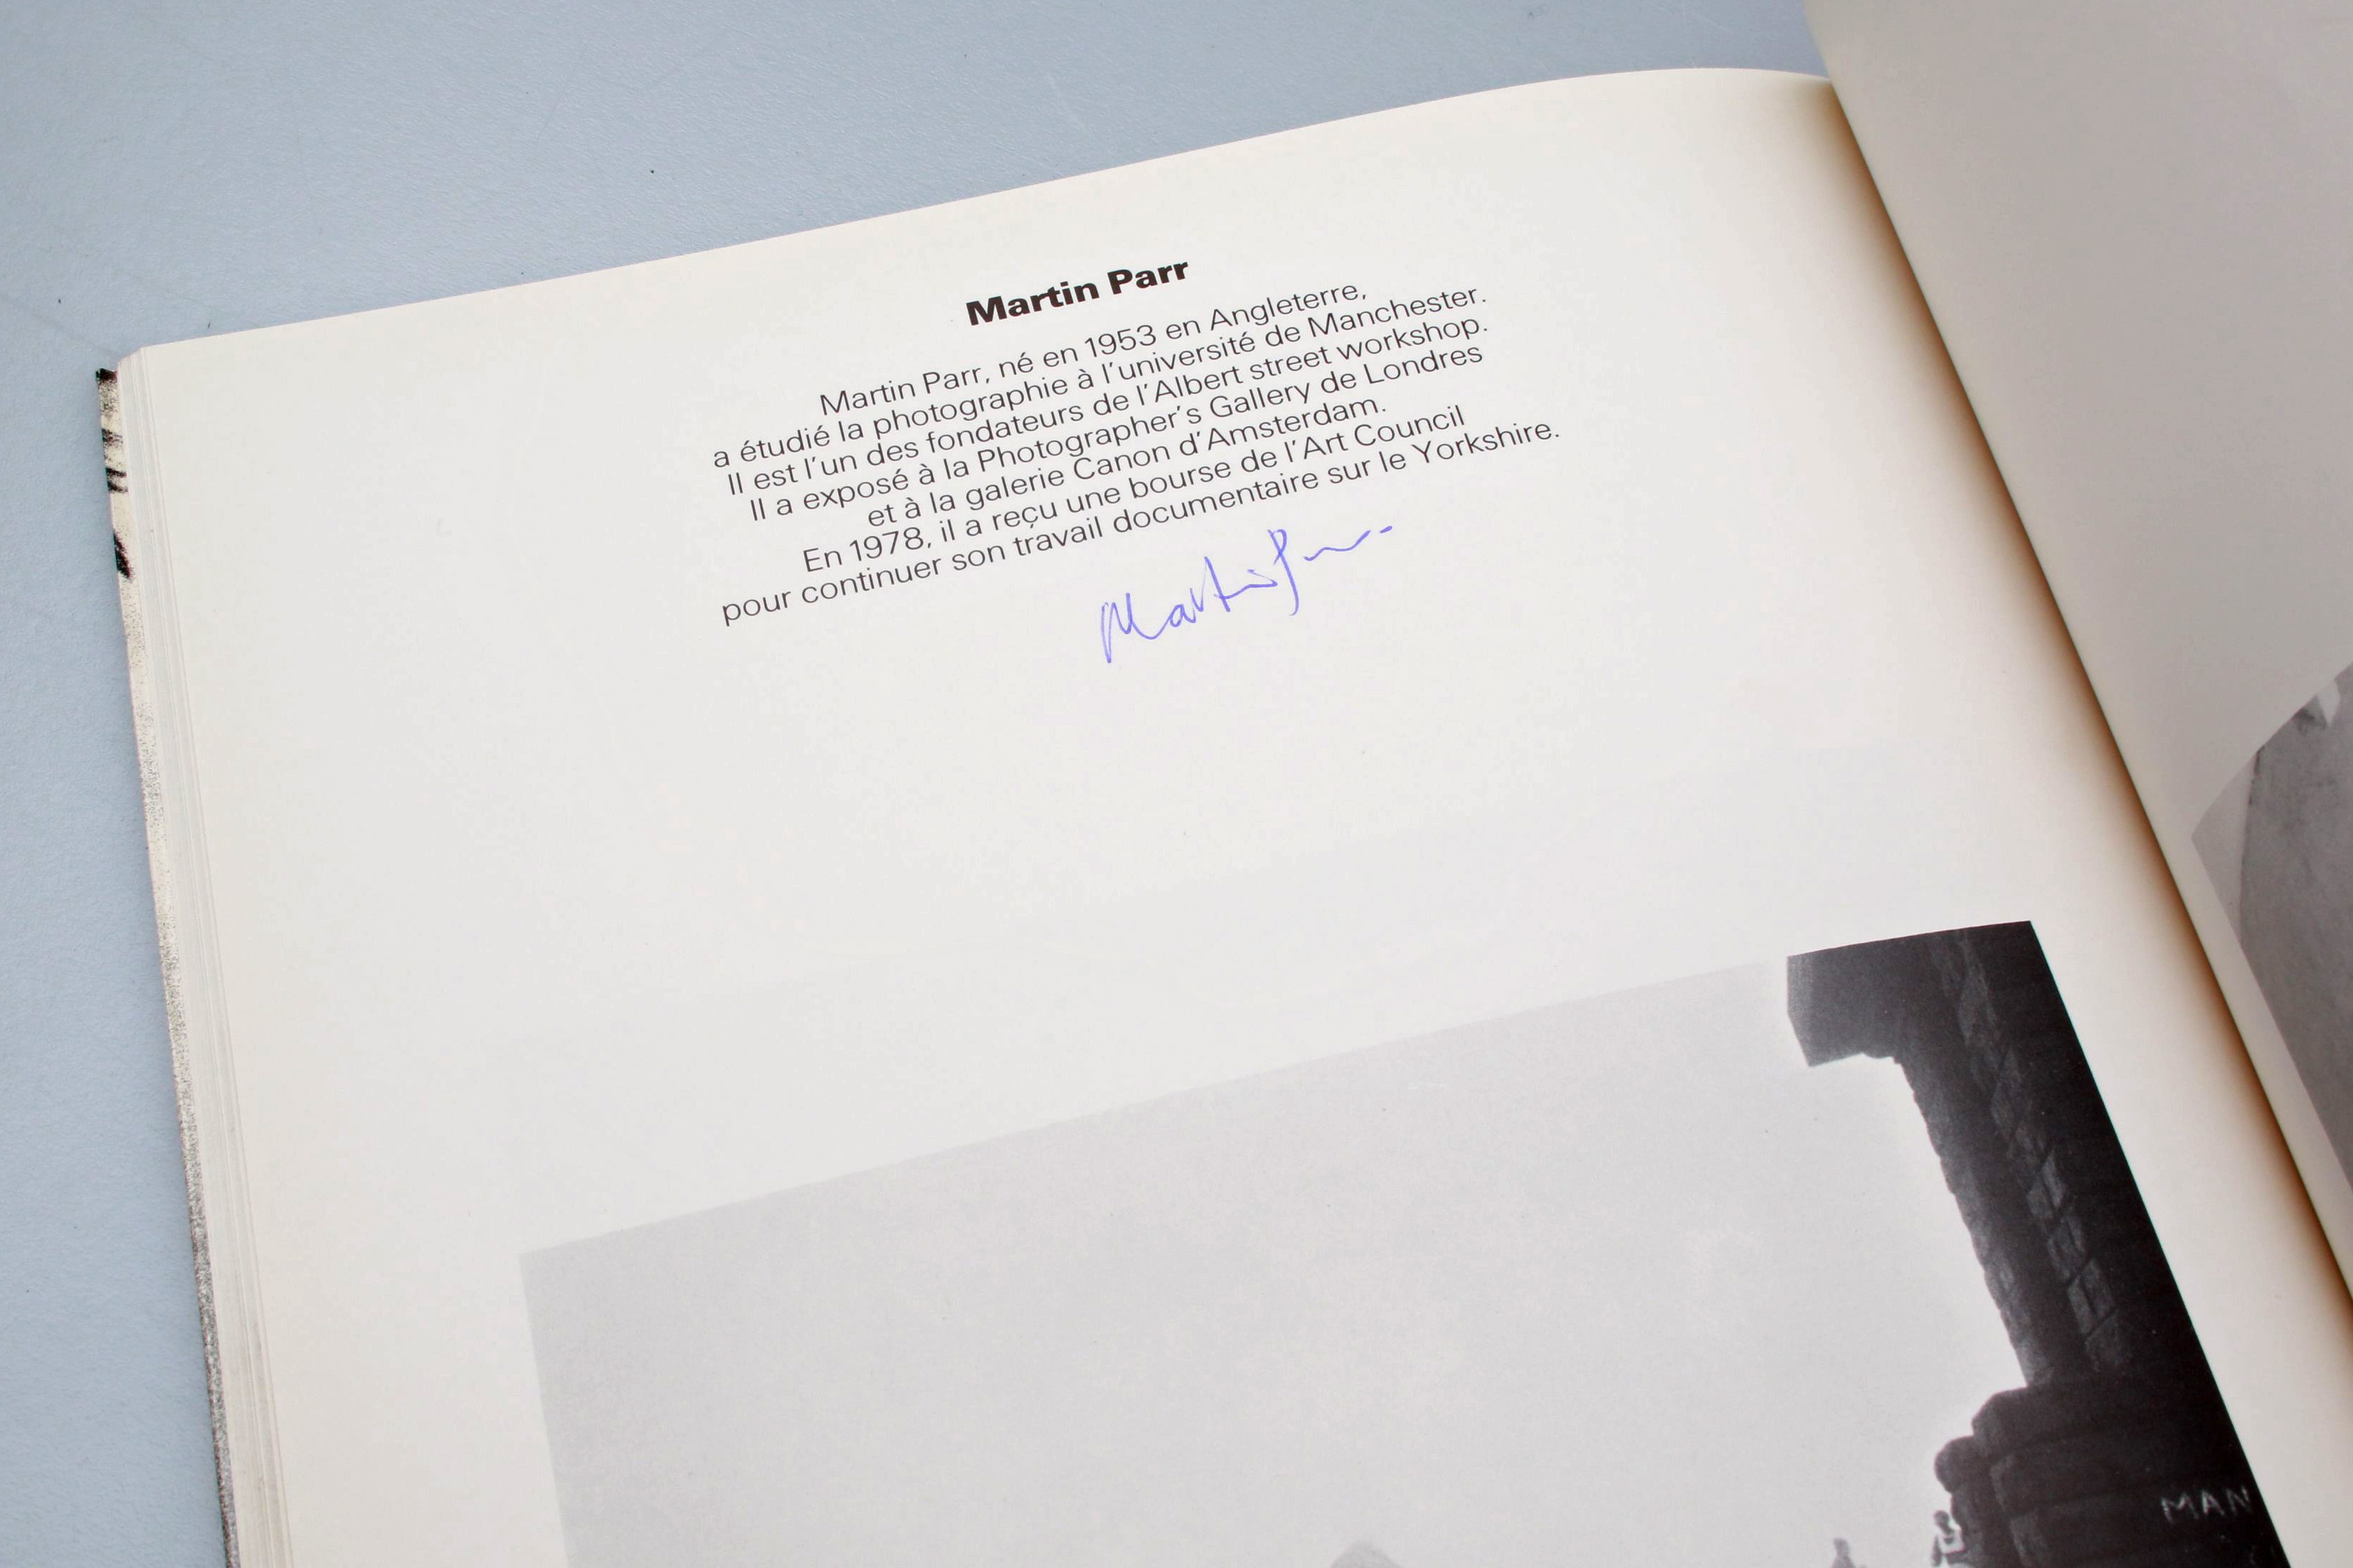 Martin Parr
Martin Parr, né en 1953 en Angleterre,
a étudié la photographie à l'université de Manchester.
Il est l'un des fondateurs de l'Albert street workshop.
Il a exposé à la Photographer's Gallery de Londres
et à la galerie Canon d'Amsterdam.
En 1978, il a reçu une bourse de l'Art Council
pour continuer son travail documentaire sur le Yorkshire.
Martin Parr
MAN